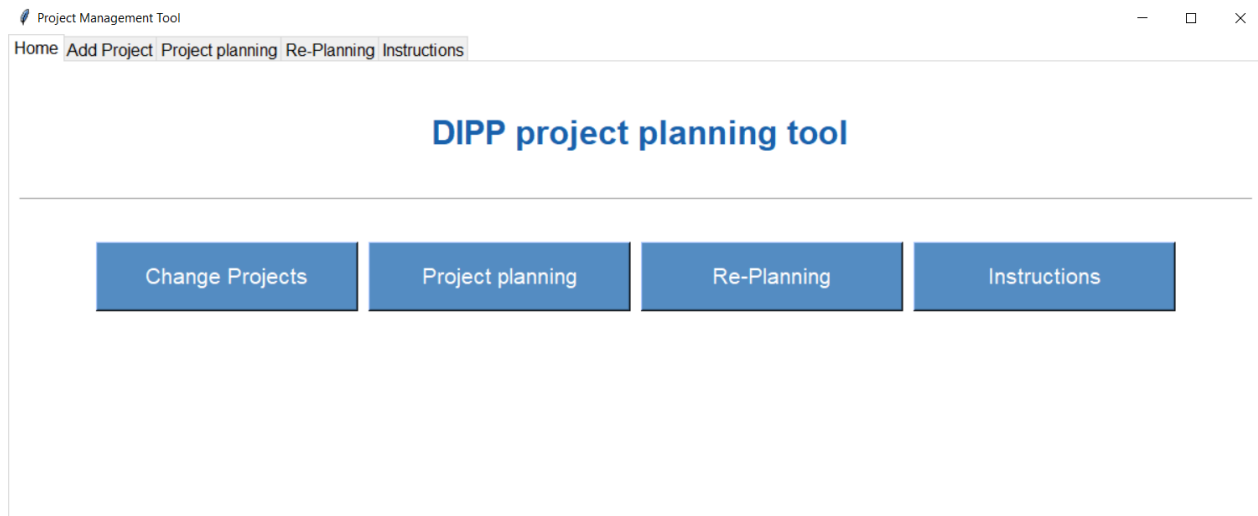 Project Management Tool
Home Add Project Project planning Re-Planning Instructions
DIPP project planning tool
Change Projects Project planning Re-Planning Instructions